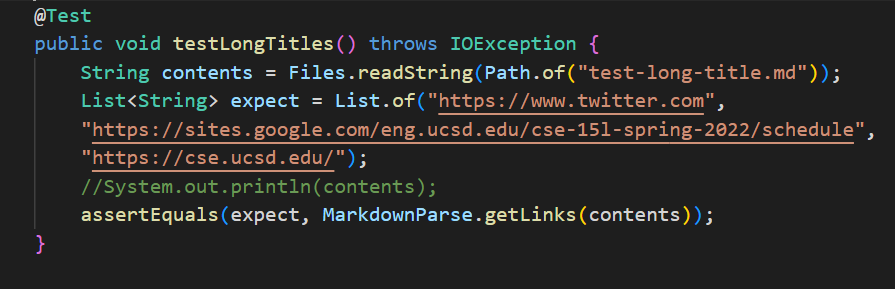 @Test
public void testLongTitles() throws IOException {
    String contents = Files.readString(Path.of("test-long-title.md"));
    List<String> expect = List.of("https://www.twitter.com",
    "https://sites.google.com/eng.ucsd.edu/cse-15l-spring-2022/schedule",
    "https://cse.ucsd.edu/");
    //System.out.println(contents);
    assertEquals(expect, MarkdownParse.getLinks(contents));
}